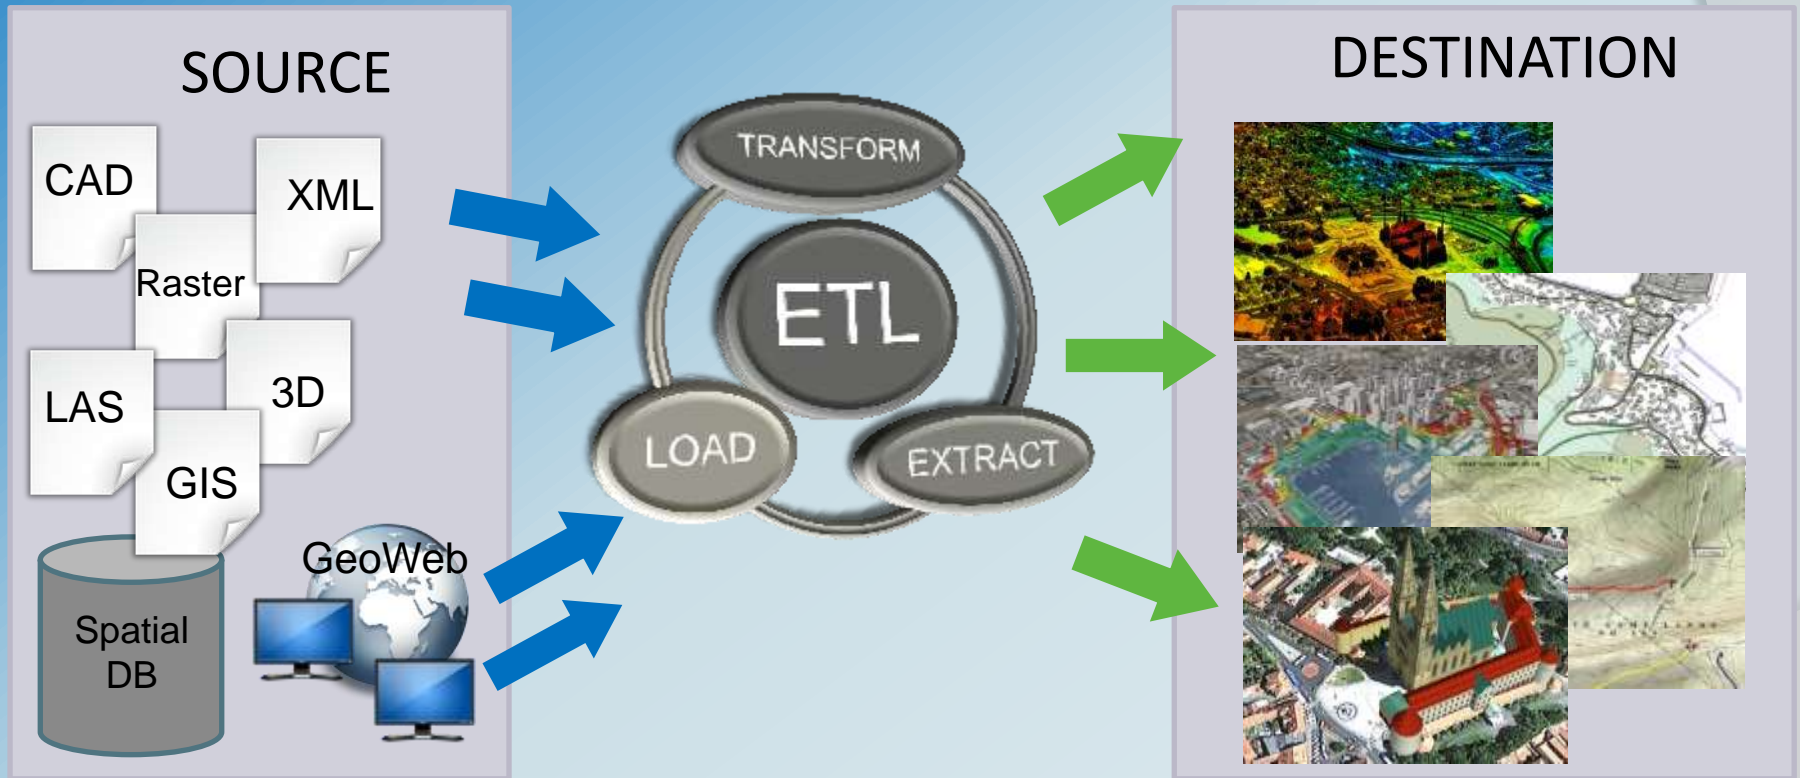 SOURCE
CAD
XML
Raster
LAS
3D
GIS
GeoWeb
Spatial
DB
TRANSFORM
ETL
LOAD
EXTRACT
DESTINATION